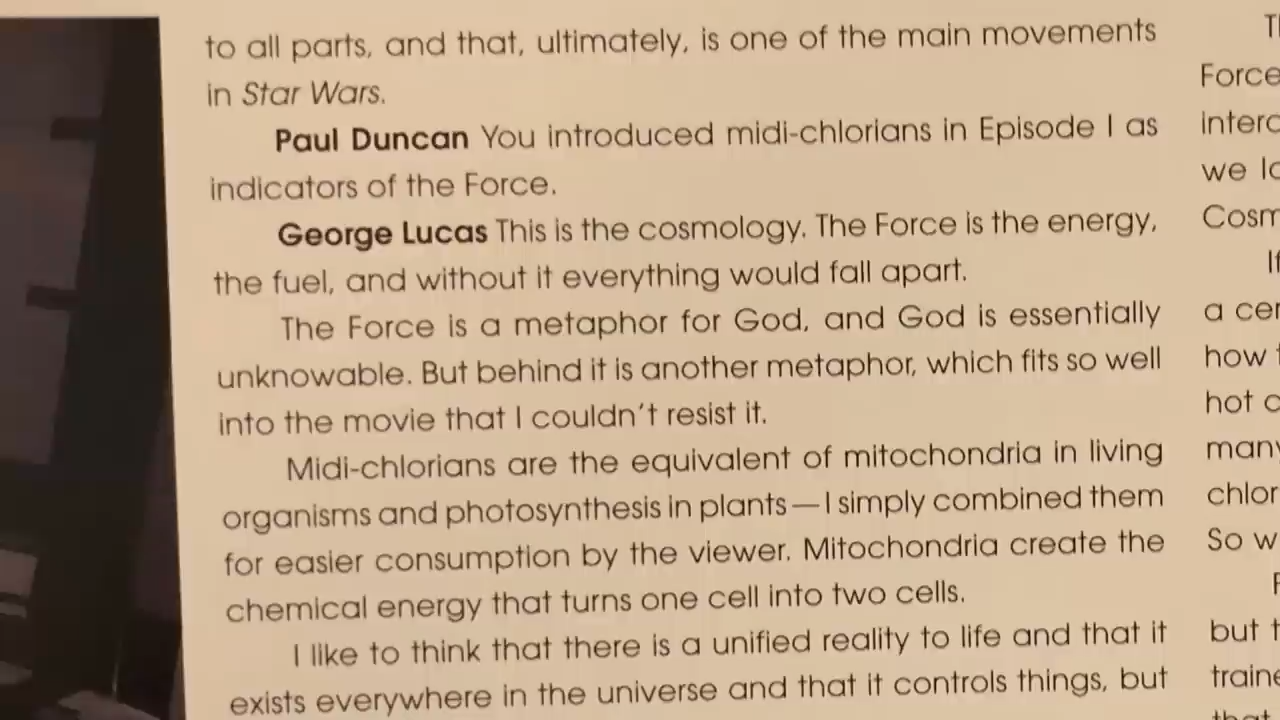 to all parts, and that, ultimately, is one of the main movements
in Star Wars.
Paul Duncan You introduced midi-chlorians in Episode I as
indicators of the Force.
George Lucas This is the cosmology. The Force is the energy,
the fuel, and without it everything would fall apart.
The Force is a metaphor for God, and God is essentially
unknowable. But behind it is another metaphor, which fits so well
into the movie that I couldn't resist it.
Midi-chlorians are the equivalent of mitochondria in living
organisms and photosynthesis in plants—I simply combined them
for easier consumption by the viewer. Mitochondria create the
chemical energy that turns one cell into two cells.
I like to think that there is a unified reality to life and that it
exists everywhere in the universe and that it controls things, but
Force
we
a
how
hot
many
So
but